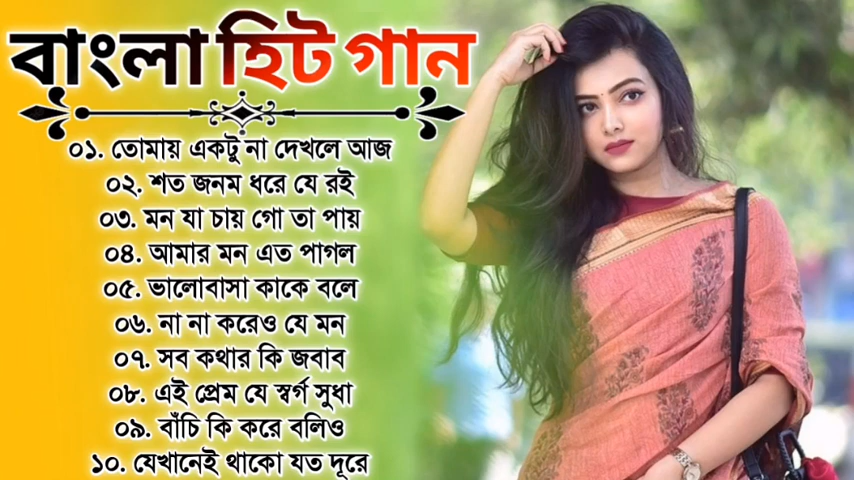 বাংলা হিট গান
০১. তোমায় একটু না দেখলে আজ
০২. শত জনম ধরে যে রই
০৩. মন যা চায় গো তা পায়
০৪. আমার মন এত পাগল
০৫. ভালোবাসা কাকে বলে
০৬. না না করেও যে মন
০৭. সব কথার কি জবাব
০৮. এই প্রেম যে স্বর্গ সুধা
০৯. বাঁচি কি করে বলিও
১০. যেখানেই থাকো যত দূরে